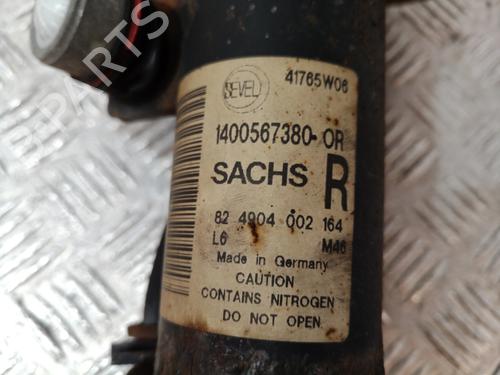 SEVEL
41765W06
1400567380-OR
SACHS R
82 4904 002 164
L6 M46
Made in Germany
CAUTION
CONTAINS NITROGEN
DO NOT OPEN
B-PARTS